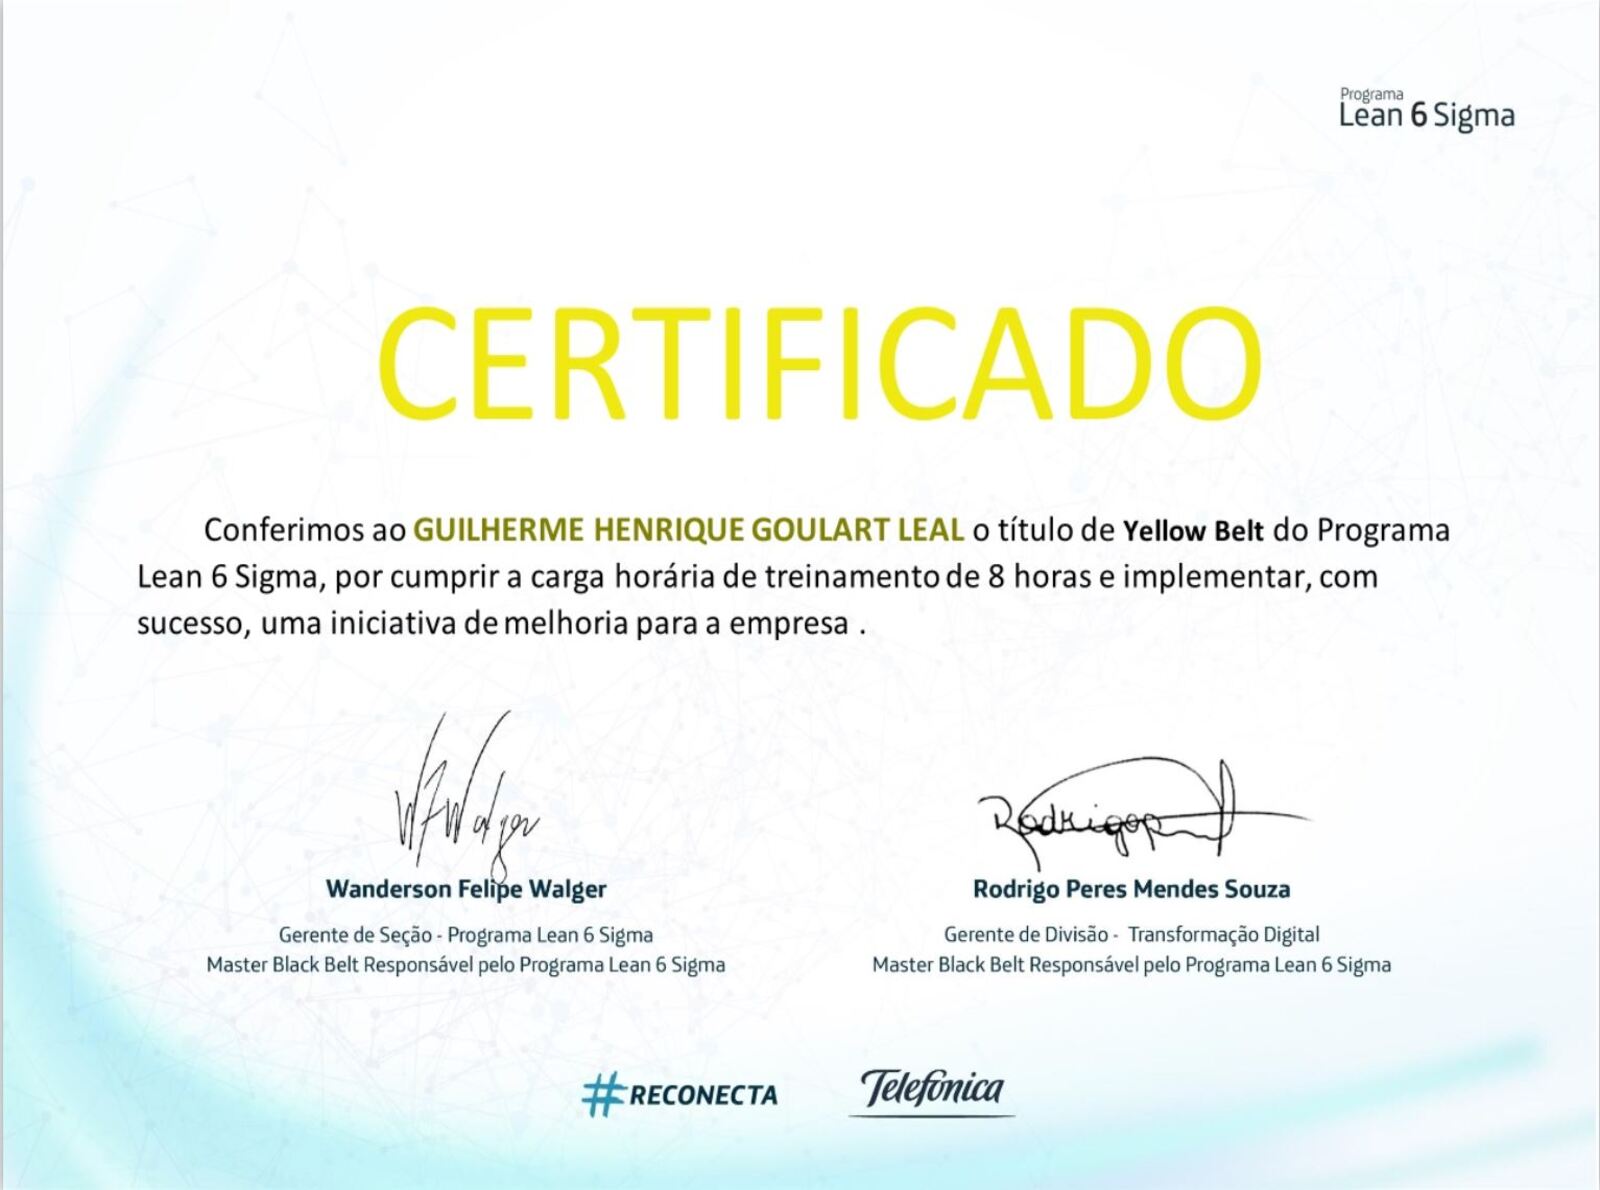 Programa
Lean 6 Sigma
CERTIFICADO
Conferimos ao GUILHERME HENRIQUE GOULART LEAL o título de Yellow Belt do Programa
Lean 6 Sigma, por cumprir a carga horária de treinamento de 8 horas e implementar, com
sucesso, uma iniciativa de melhoria para a empresa .
WFWalger
Rodrigo
Wanderson Felipe Walger
Gerente de Seção - Programa Lean 6 Sigma
Master Black Belt Responsável pelo Programa Lean 6 Sigma
Rodrigo Peres Mendes Souza
Gerente de Divisão - Transformação Digital
Master Black Belt Responsável pelo Programa Lean 6 Sigma
#RECONECTA
Telefónica